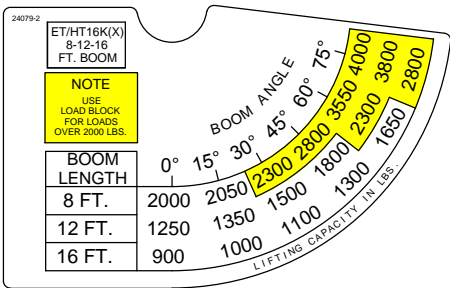 24079-2
ET/HT16K(X)
8-12-16
FT. BOOM
NOTE
USE
LOAD BLOCK
FOR LOADS
OVER 2000 LBS.
BOOM ANGLE
BOOM
LENGTH
0° 15° 30° 45° 60° 75°
8 FT. 2000 2050 2300 2800 3550 4000
12 FT. 1250 1350 1500 1800 2300 3800
16 FT. 900 1000 1100 1300 1650 2800
LIFTING CAPACITY IN LBS.